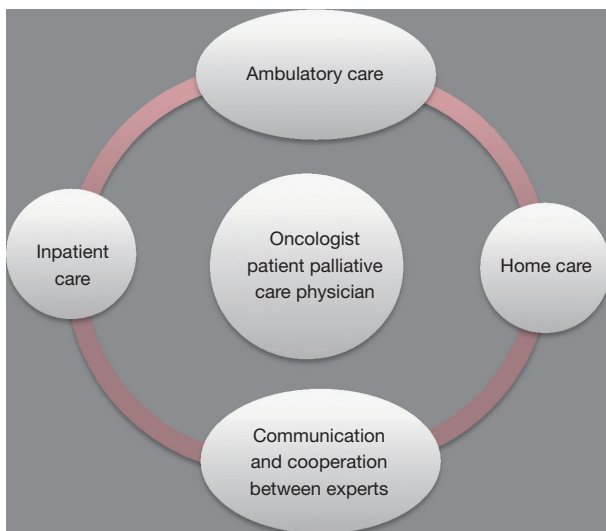 Ambulatory care
Inpatient
care
Oncologist
patient palliative
care physician
Home care
Communication
and cooperation
between experts